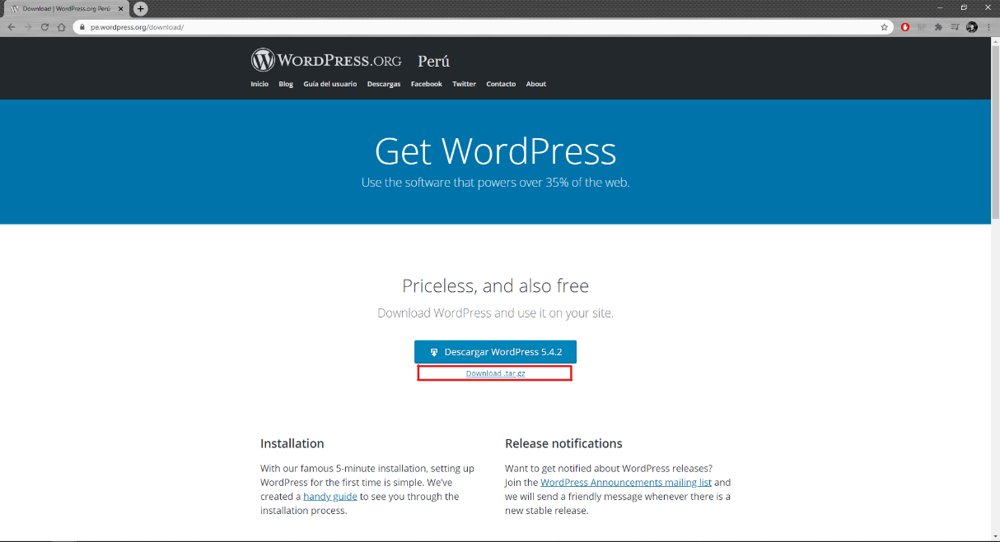 Download | WordPress.org Perú
pe.wordpress.org/download/
WORDPRESS.ORG Perú
Inicio Blog Guía del usuario Descargas Facebook Twitter Contacto About
Get WordPress
Use the software that powers over 35% of the web.
Priceless, and also free
Download WordPress and use it on your site.
Descargar WordPress 5.4.2
Download .tar.gz
Installation
With our famous 5-minute installation, setting up
WordPress for the first time is simple. We’ve
created a handy guide to see you through the
installation process.
Release notifications
Want to get notified about WordPress releases?
Join the WordPress Announcements mailing list and
we will send a friendly message whenever there is a
new stable release.